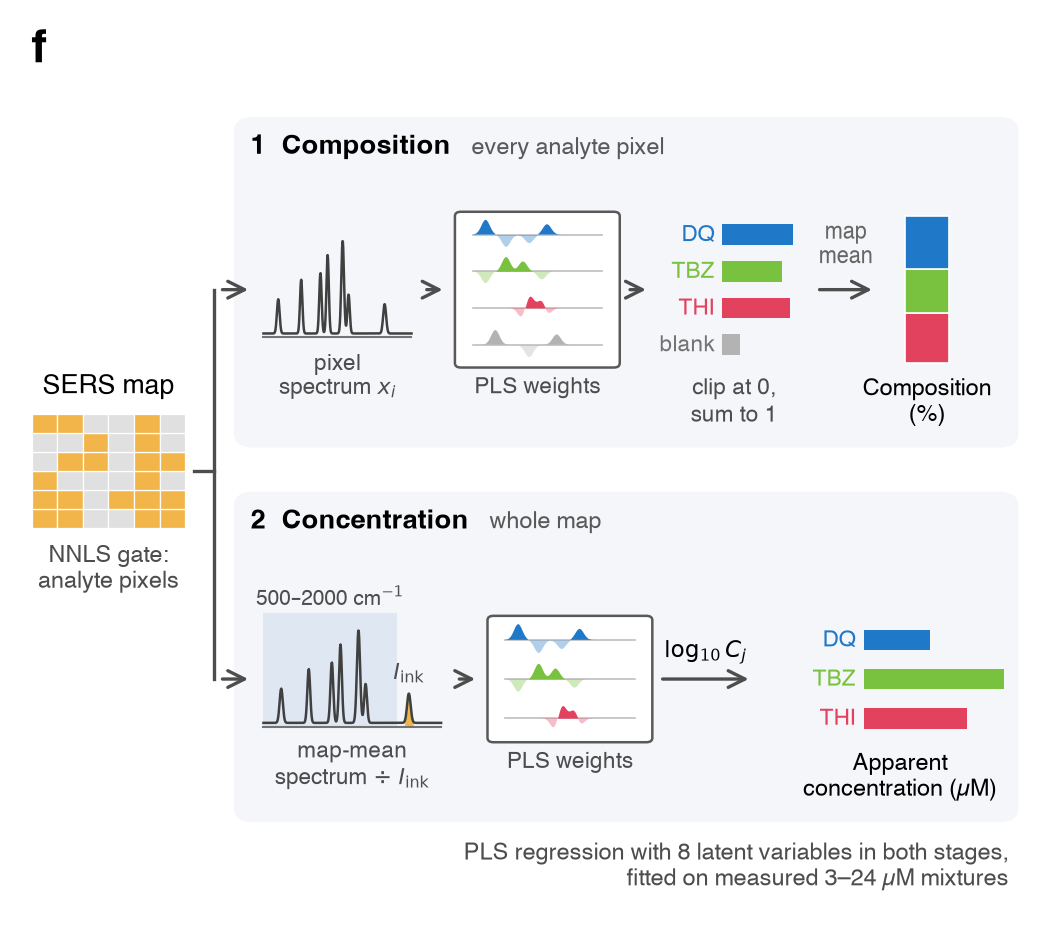 f
1 Composition every analyte pixel
pixel
spectrum xᵢ
PLS weights
DQ
TBZ
THI
blank
clip at 0,
sum to 1
map
mean
Composition
(%)
SERS map
NNLS gate:
analyte pixels
2 Concentration whole map
500–2000 cm⁻¹
I_ink
map-mean
spectrum ÷ I_ink
PLS weights
log₁₀ Cⱼ
DQ
TBZ
THI
Apparent
concentration (µM)
PLS regression with 8 latent variables in both stages,
fitted on measured 3–24 µM mixtures